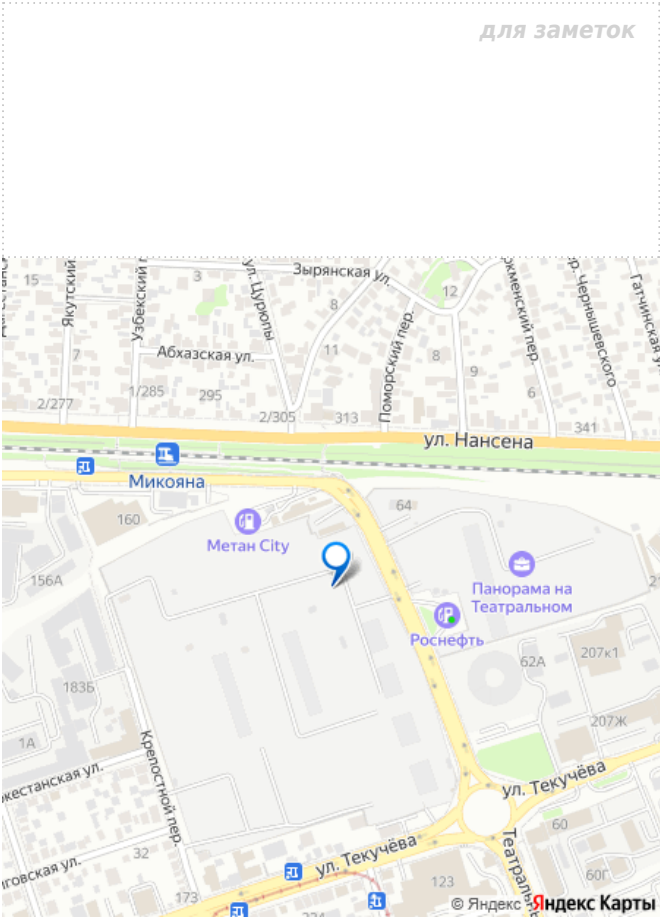 для заметок
15
Якутский
Узбекский п
3
ул. Цурюпы
Зырянская ул.
8
12
Гатчинская ул.
Чернышевского
7
Абхазская ул.
11
Поморский пер.
8
9
6
1/285
295
2/277
2/305
313
341
ул. Нансена
Микояна
64
160
Метан City
156А
Панорама на
Театральном
Роснефть
62А
207к1
183Б
207Ж
1А
Крепостной пер.
ул. Текучёва
ул. Текучёва
60
32
Театральн
60Г
123
173
© Яндекс Яндекс Карты